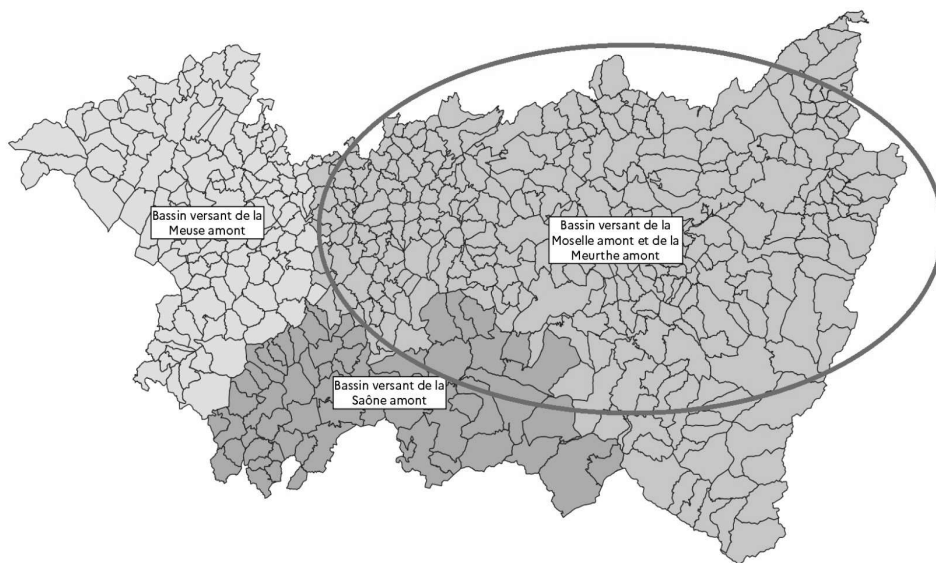 Bassin versant de la
Meuse amont
Bassin versant de la
Moselle amont et de la
Meurthe amont
Bassin versant de la
Saône amont